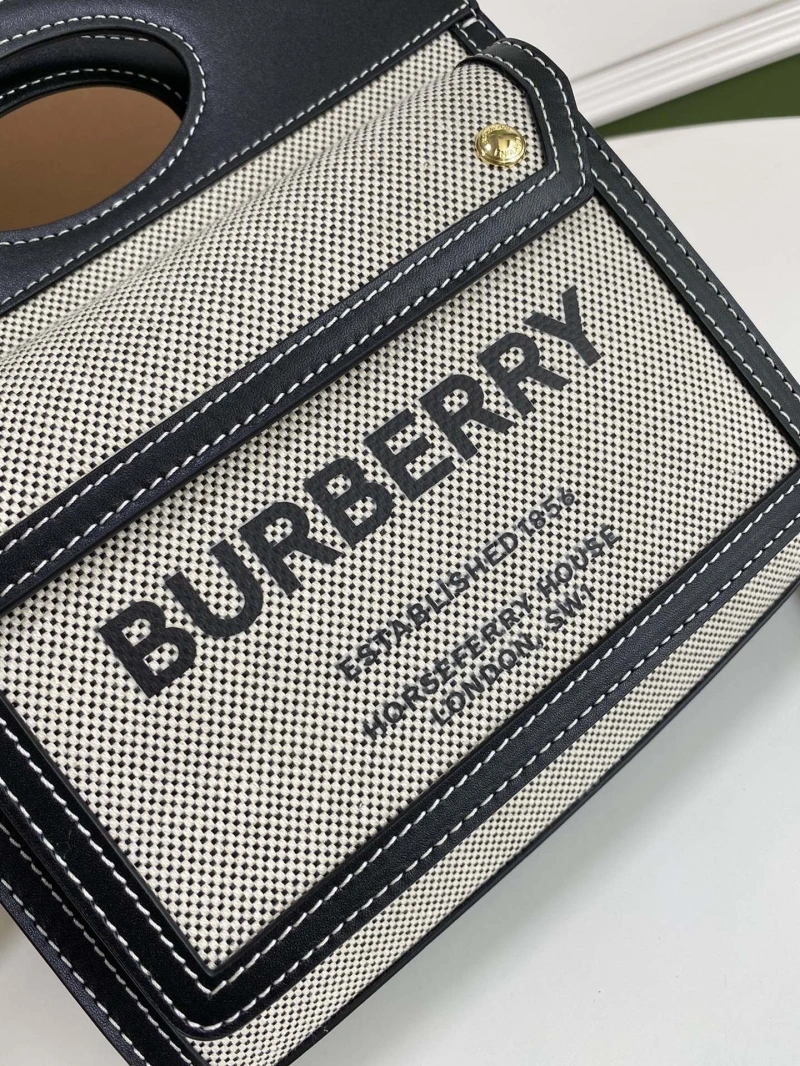 BURBERRY
ESTABLISHED 1856
HORSEFERRY HOUSE
LONDON, SW1